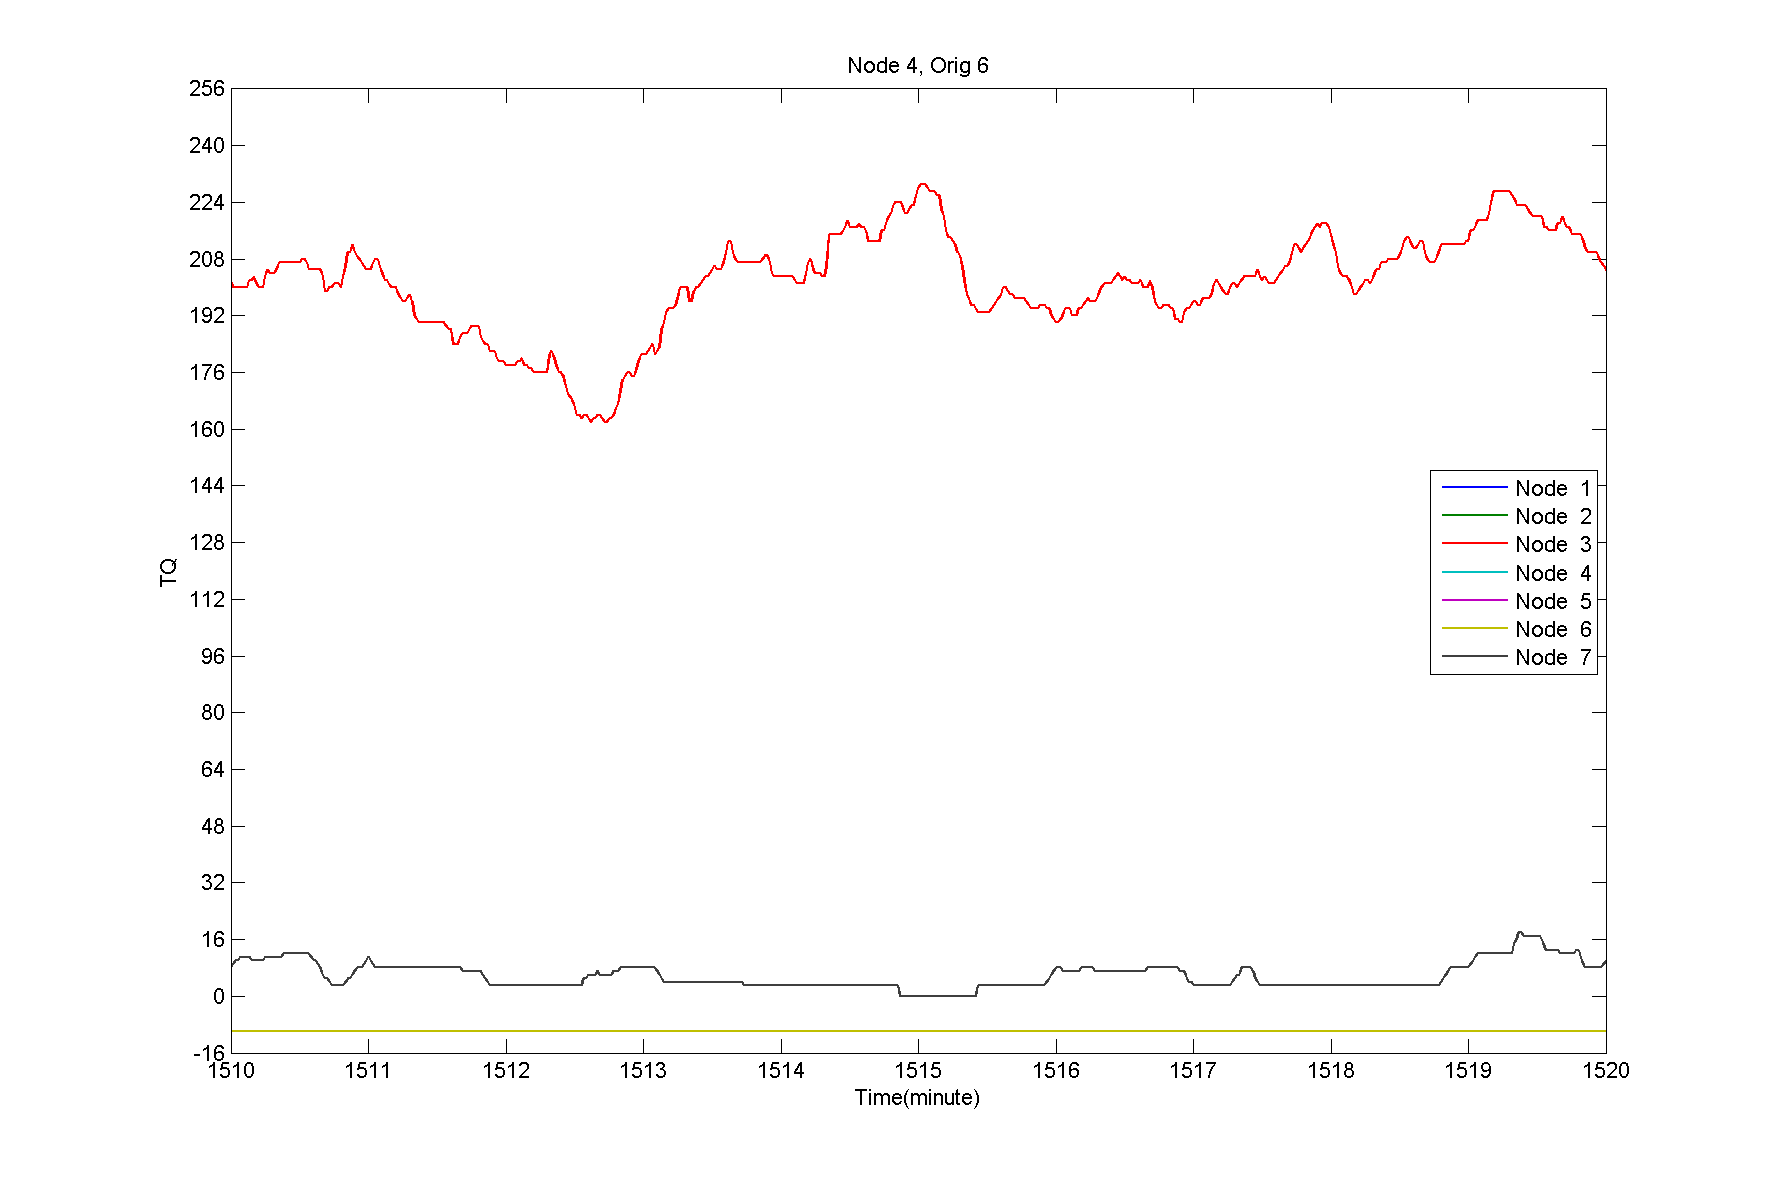 Node 4, Orig 6
256
240
224
208
192
176
160
144
128
112
96
80
64
48
32
16
0
-16
TQ
Node 1
Node 2
Node 3
Node 4
Node 5
Node 6
Node 7
1510 1511 1512 1513 1514 1515 1516 1517 1518 1519 1520
Time(minute)